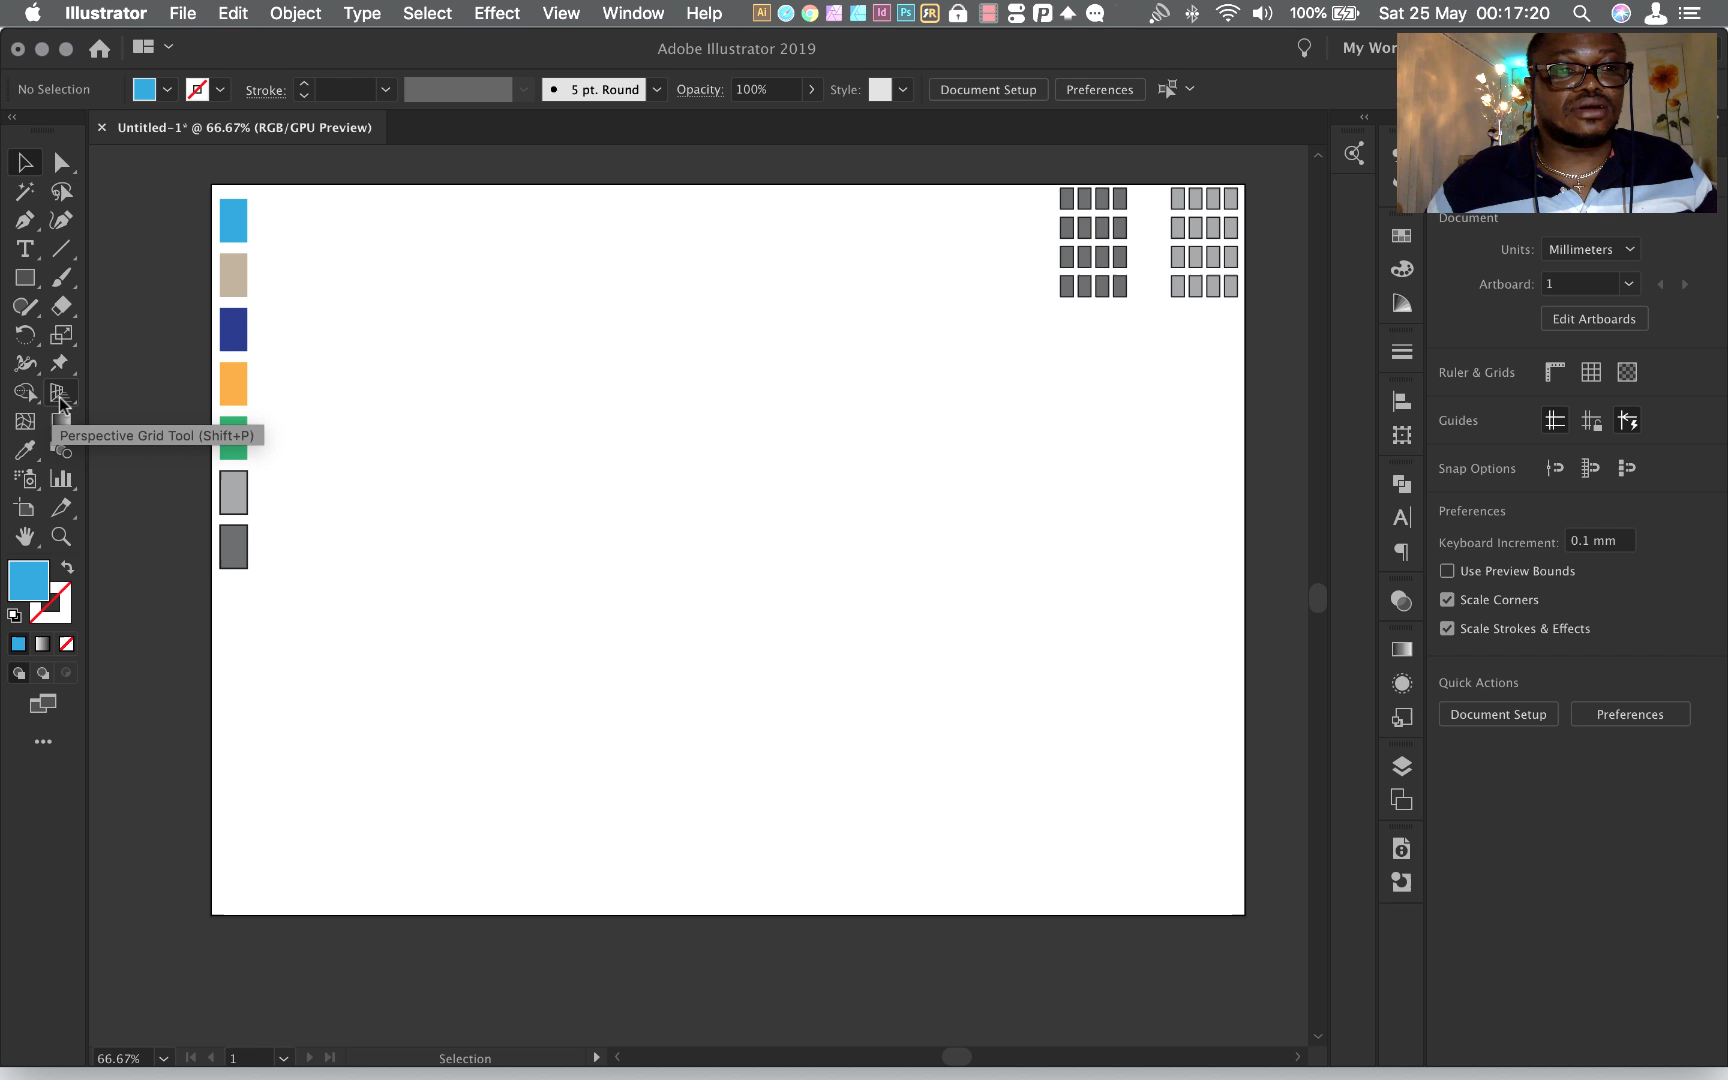 Illustrator File Edit Object Type Select Effect View Window Help Ai Id Ps 100% Sat 25 May 00:17:20
Adobe Illustrator 2019 My Wor
No Selection Stroke: 5 pt. Round Opacity: 100% Style: Document Setup Preferences
Untitled-1* @ 66.67% (RGB/GPU Preview)
Document
Units: Millimeters
Artboard: 1
Edit Artboards
Ruler & Grids
Guides
Perspective Grid Tool (Shift+P)
Snap Options
Preferences
Keyboard Increment: 0.1 mm
Use Preview Bounds
Scale Corners
Scale Strokes & Effects
Quick Actions
Document Setup Preferences
66.67% 1 Selection